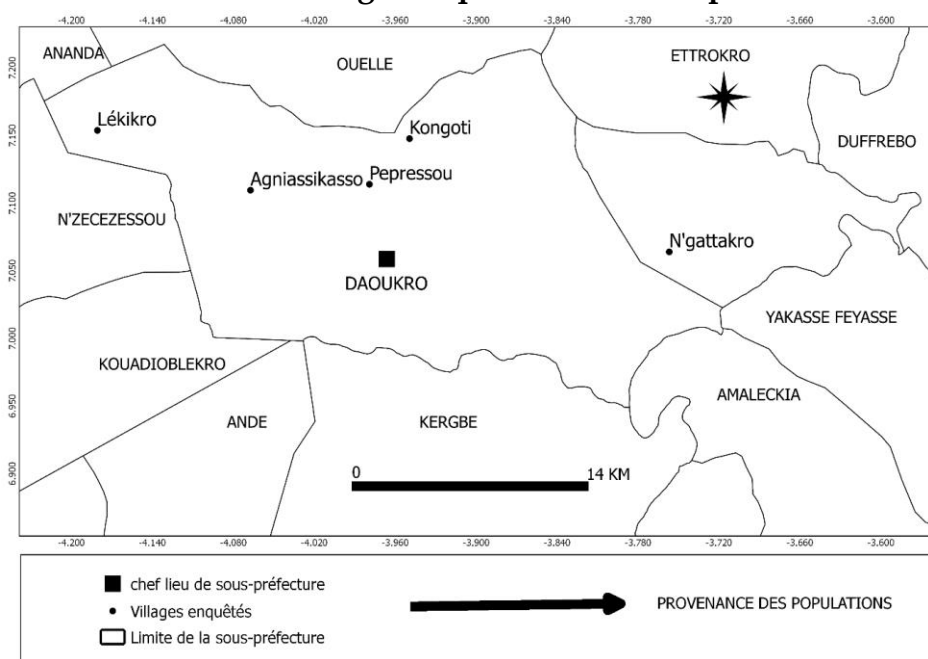 -4.200 -4.140 -4.080 -4.020 -3.960 -3.900 -3.840 -3.780 -3.720 -3.660 -3.600
7.200
7.150
7.100
7.050
7.000
6.950
6.900
ANANDA
OUELLE
ETTROKRO
Lékikro
Kongoti
DUFFREBO
Agniassikasso
Pepressou
N'ZECEZESSOU
N'gattakro
DAOUKRO
YAKASSE FEYASSE
KOUADIOBLEKRO
AMALECKIA
ANDE
KERGBE
0
14 KM
-4.200 -4.140 -4.080 -4.020 -3.960 -3.900 -3.840 -3.780 -3.720 -3.660 -3.600
chef lieu de sous-préfecture
Villages enquêtés
Limite de la sous-préfecture
PROVENANCE DES POPULATIONS